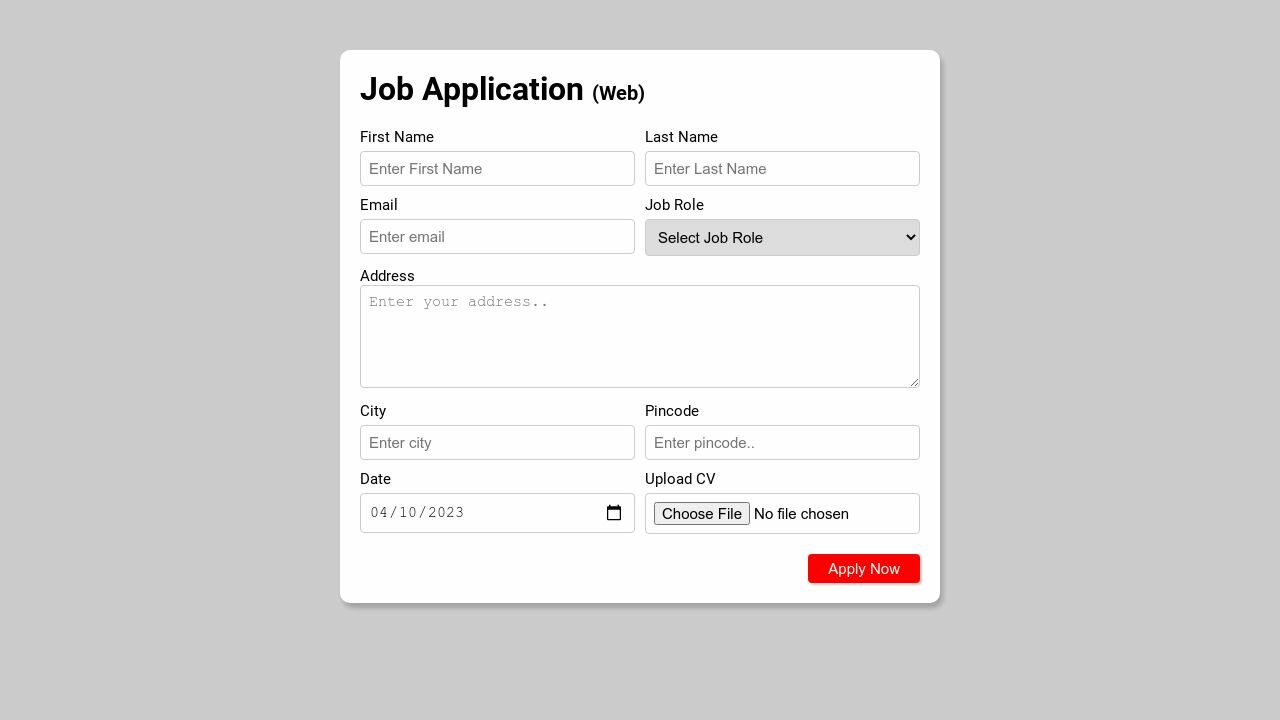 Job Application (Web)
First Name Last Name
Enter First Name Enter Last Name
Email Job Role
Enter email Select Job Role
Address
Enter your address..
City Pincode
Enter city Enter pincode..
Date Upload CV
04/10/2023 Choose File No file chosen
Apply Now